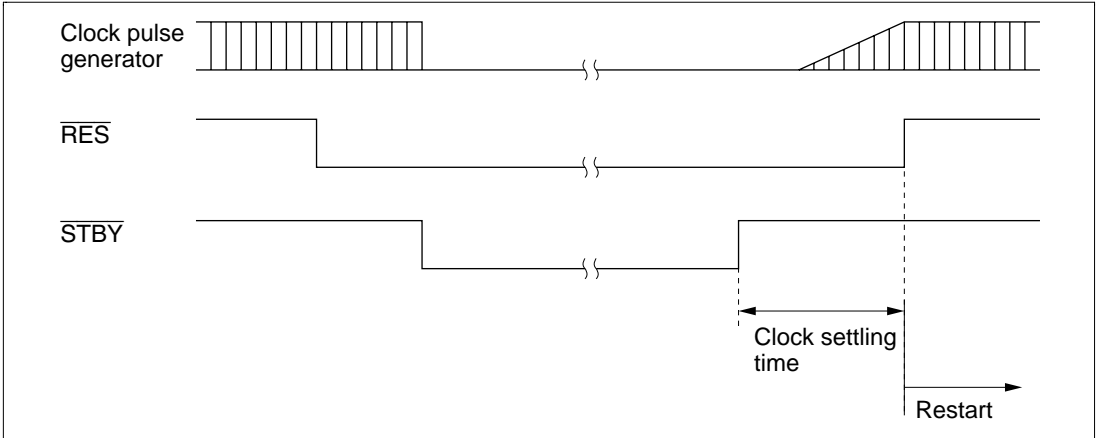 Clock pulse
generator
RES
STBY
Clock settling
time
Restart